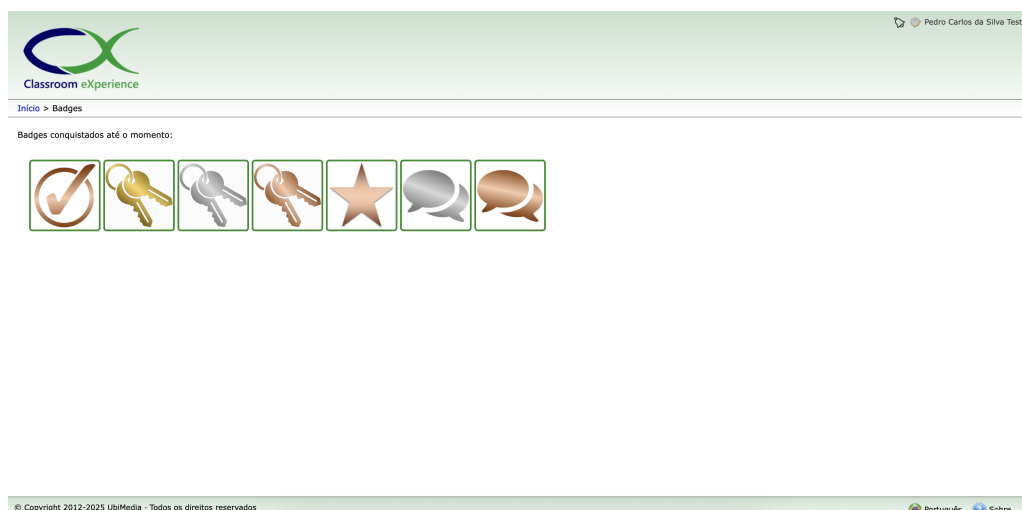 Pedro Carlos da Silva Test
Classroom eXperience
Início > Badges
Badges conquistados até o momento:
© Copyright 2012-2025 UbiMedia · Todos os direitos reservados
Português
Sobre